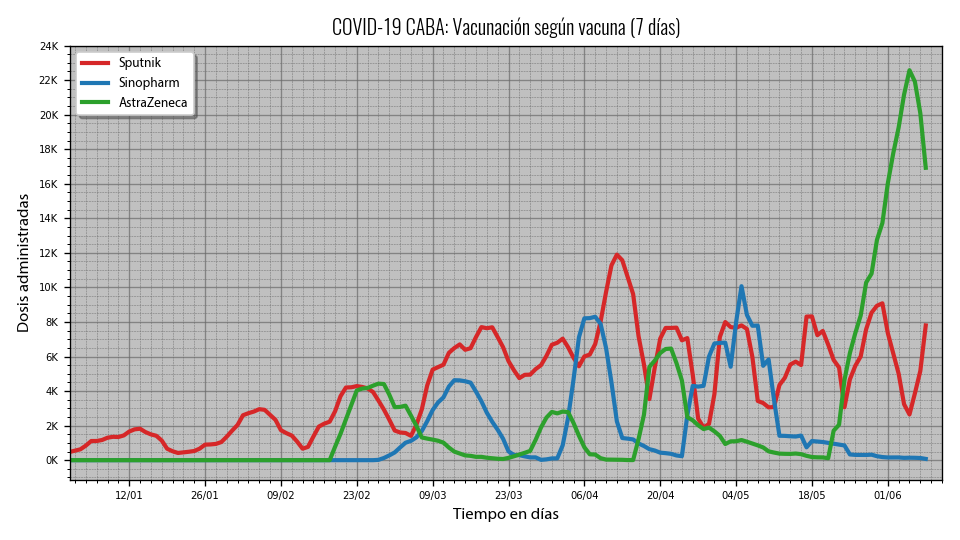 COVID-19 CABA: Vacunación según vacuna (7 días)
Sputnik
Sinopharm
AstraZeneca
Dosis administradas
24K
22K
20K
18K
16K
14K
12K
10K
8K
6K
4K
2K
0K
12/01 26/01 09/02 23/02 09/03 23/03 06/04 20/04 04/05 18/05 01/06
Tiempo en días